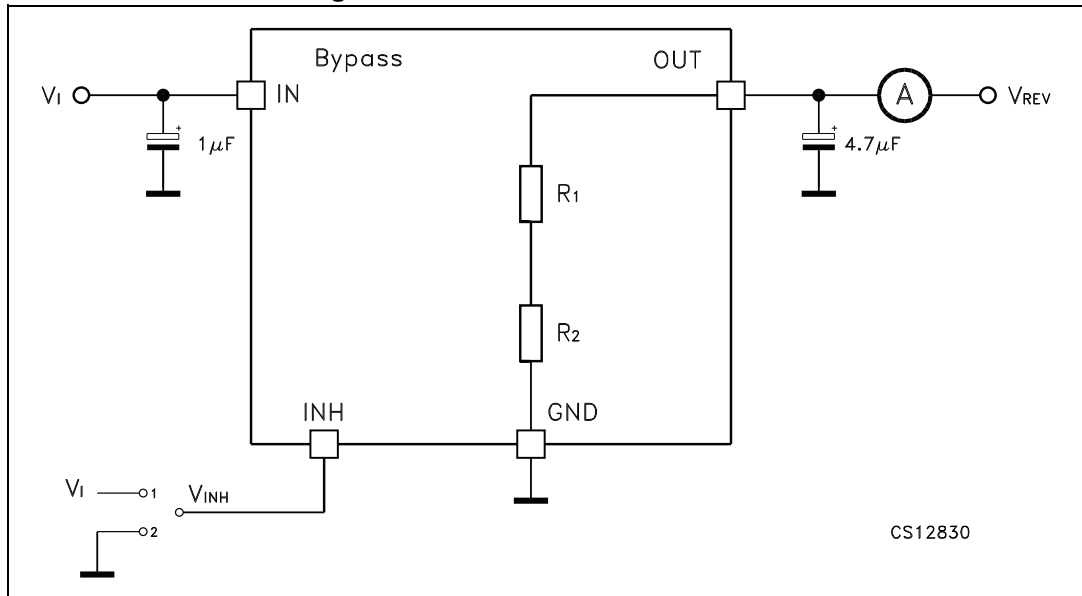 Bypass
OUT
VI
IN
A
VREV
+
1μF
+
4.7μF
R1
R2
INH
GND
VI
1
VINH
2
CS12830